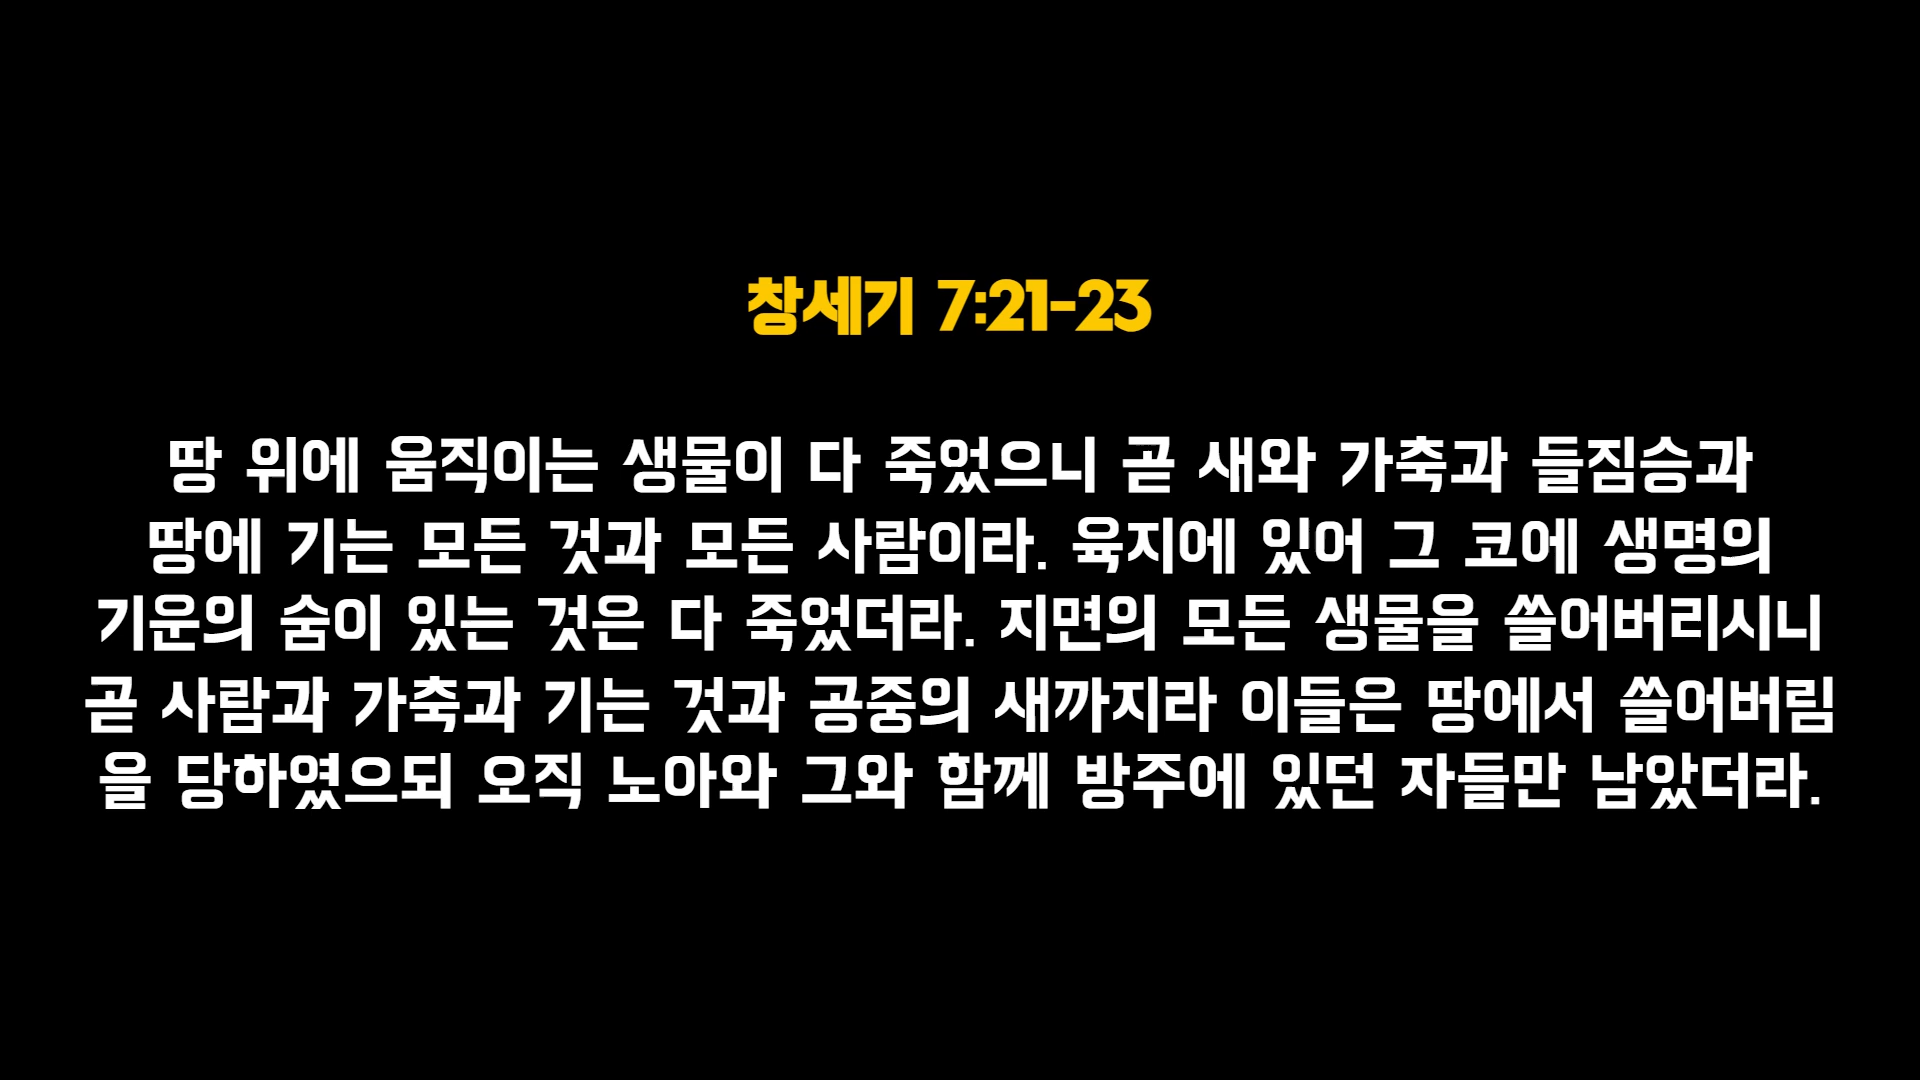 창세기 7:21-23
땅 위에 움직이는 생물이 다 죽었으니 곧 새와 가축과 들짐승과
땅에 기는 모든 것과 모든 사람이라. 육지에 있어 그 코에 생명의
기운의 숨이 있는 것은 다 죽었더라. 지면의 모든 생물을 쓸어버리시니
곧 사람과 가축과 기는 것과 공중의 새까지라 이들은 땅에서 쓸어버림
을 당하였으되 오직 노아와 그와 함께 방주에 있던 자들만 남았더라.